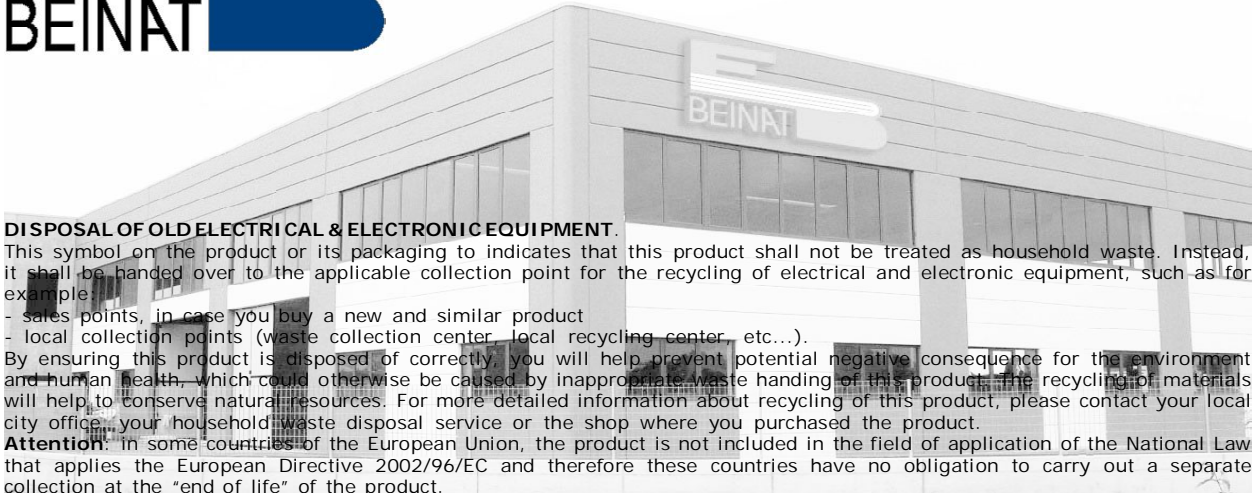 BEINAT
BEINAT
DISPOSAL OF OLD ELECTRICAL & ELECTRONIC EQUIPMENT.
This symbol on the product or its packaging to indicates that this product shall not be treated as household waste. Instead,
it shall be handed over to the applicable collection point for the recycling of electrical and electronic equipment, such as for
example:
- sales points, in case you buy a new and similar product
- local collection points (waste collection center, local recycling center, etc...).
By ensuring this product is disposed of correctly, you will help prevent potential negative consequence for the environment
and human health, which could otherwise be caused by inappropriate waste handing of this product. The recycling of materials
will help to conserve natural resources. For more detailed information about recycling of this product, please contact your local
city office, your household waste disposal service or the shop where you purchased the product.
Attention: in some countries of the European Union, the product is not included in the field of application of the National Law
that applies the European Directive 2002/96/EC and therefore these countries have no obligation to carry out a separate
collection at the “end of life” of the product.